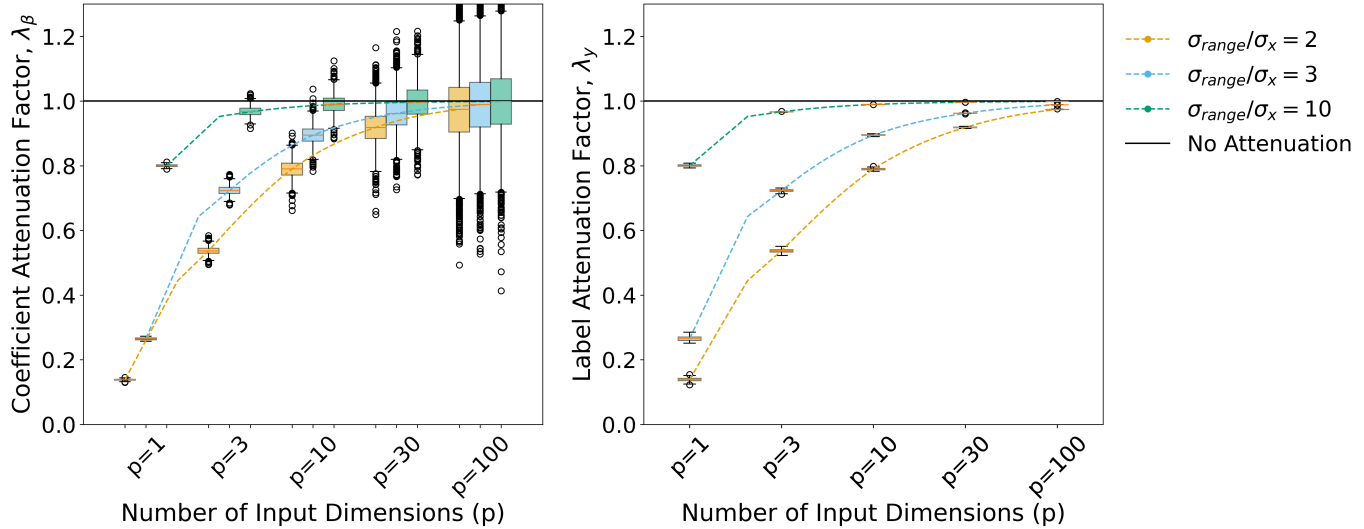 Coefficient Attenuation Factor, λβ
1.2
1.0
0.8
0.6
0.4
0.2
0.0
p=1
p=3
p=10
p=30
p=100
Number of Input Dimensions (p)
Label Attenuation Factor, λy
1.2
1.0
0.8
0.6
0.4
0.2
0.0
p=1
p=3
p=10
p=30
p=100
Number of Input Dimensions (p)
σrange/σx = 2
σrange/σx = 3
σrange/σx = 10
No Attenuation